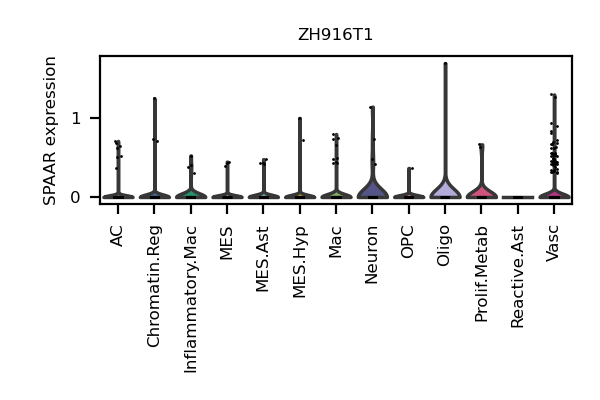 ZH916T1
SPAAR expression
1
0
AC
Chromatin.Reg
Inflammatory.Mac
MES
MES.Ast
MES.Hyp
Mac
Neuron
OPC
Oligo
Prolif.Metab
Reactive.Ast
Vasc